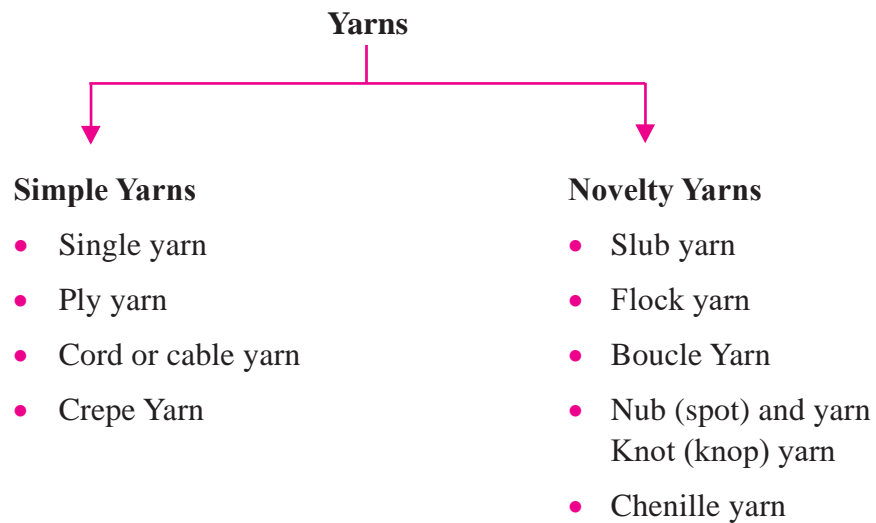 Yarns
Simple Yarns
• Single yarn
• Ply yarn
• Cord or cable yarn
• Crepe Yarn
Novelty Yarns
• Slub yarn
• Flock yarn
• Boucle Yarn
• Nub (spot) and yarn
Knot (knop) yarn
• Chenille yarn